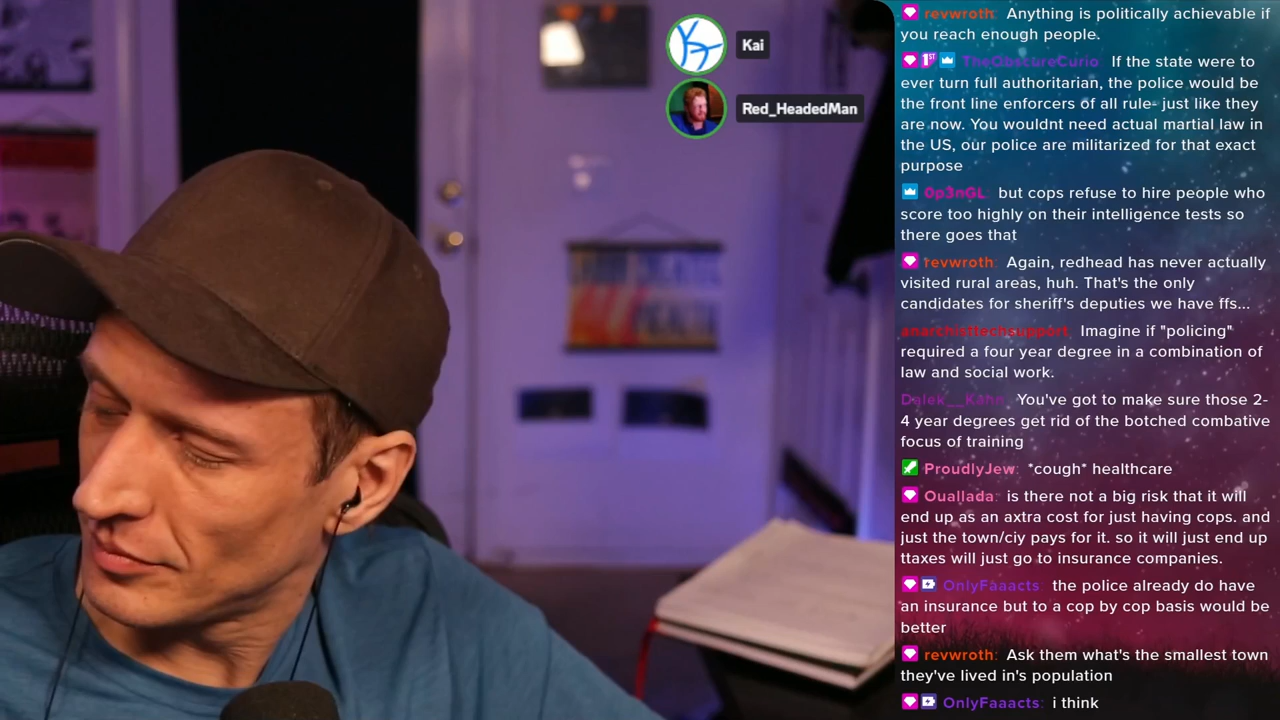 Kai
Red_HeadedMan
revwroth: Anything is politically achievable if
you reach enough people.
TheObscureCurio If the state were to
ever turn full authoritarian, the police would be
the front line enforcers of all rule- just like they
are now. You wouldnt need actual martial law in
the US, our police are militarized for that exact
purpose
0p3nGL: but cops refuse to hire people who
score too highly on their intelligence tests so
there goes that
revwroth: Again, redhead has never actually
visited rural areas, huh. That's the only
candidates for sheriff's deputies we have ffs...
anarchisttechsupport: Imagine if "policing"
required a four year degree in a combination of
law and social work.
Dalek__Kahn: You've got to make sure those 2-
4 year degrees get rid of the botched combative
focus of training
ProudlyJew: *cough* healthcare
Ouallada: is there not a big risk that it will
end up as an axtra cost for just having cops. and
just the town/ciy pays for it. so it will just end up
ttaxes will just go to insurance companies.
OnlyFaaacts: the police already do have
an insurance but to a cop by cop basis would be
better
revwroth: Ask them what's the smallest town
they've lived in's population
OnlyFaaacts: i think